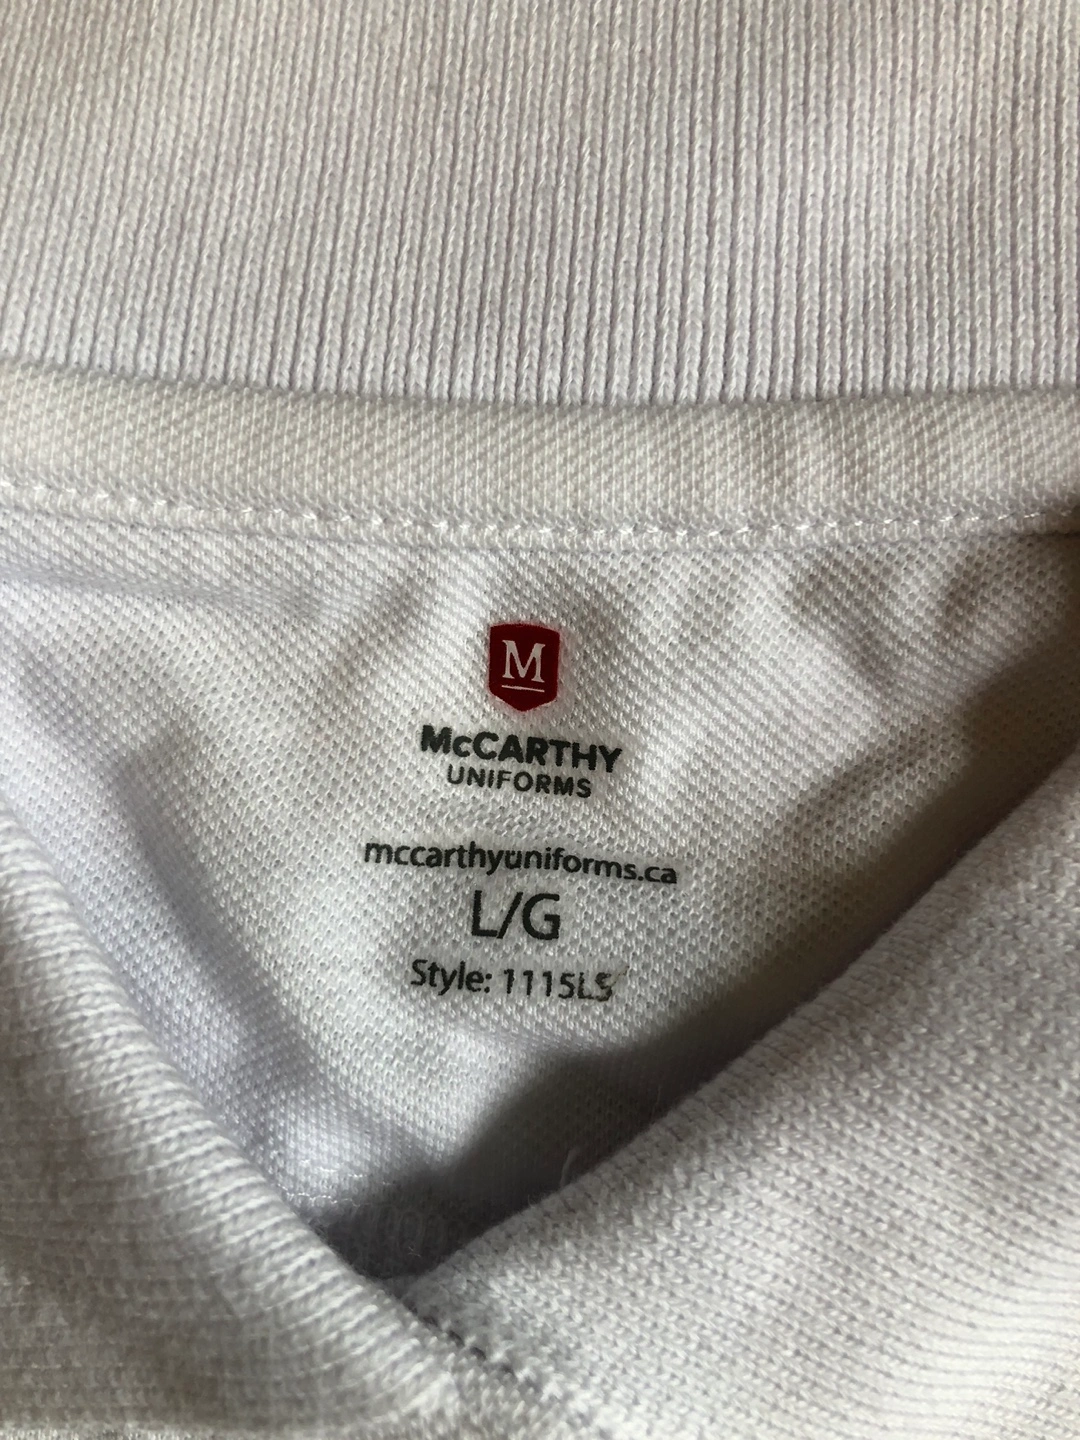 M
McCARTHY
UNIFORMS
mccarthyuniforms.ca
L/G
Style: 1115LS